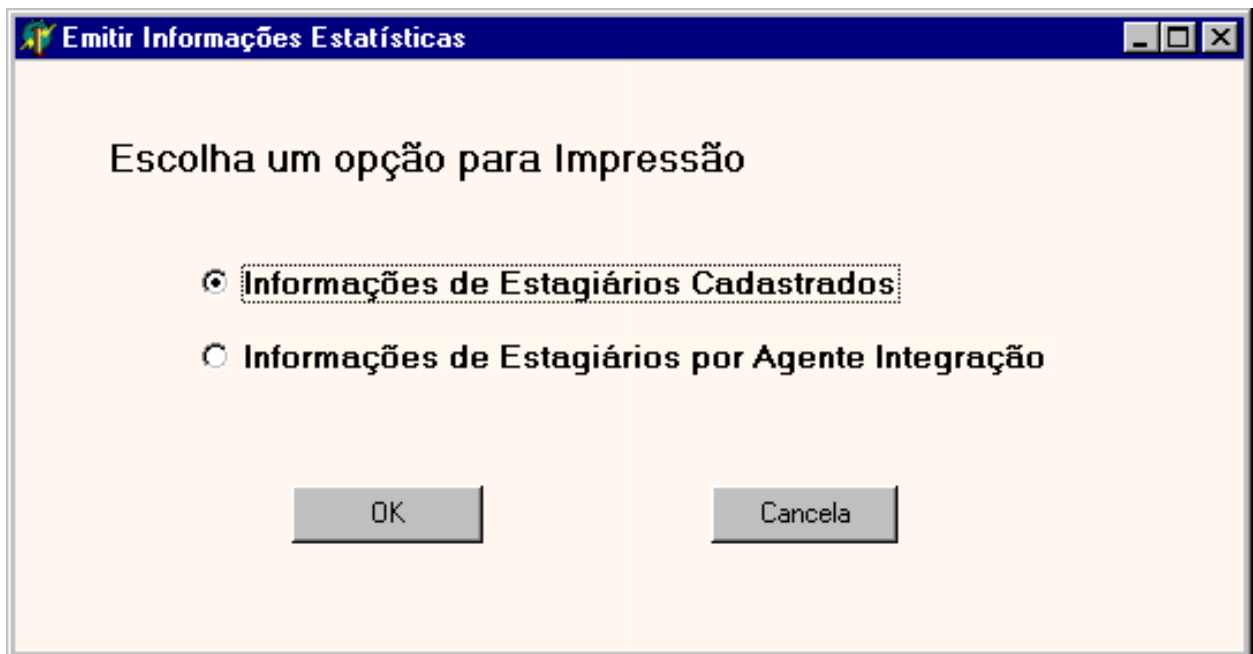 Emitir Informações Estatísticas
Escolha um opção para Impressão
Informações de Estagiários Cadastrados
Informações de Estagiários por Agente Integração
OK Cancela